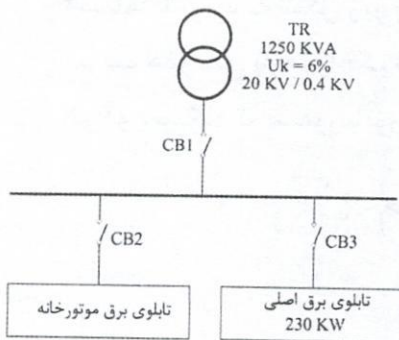 TR
1250 KVA
Uk = 6%
20 KV / 0.4 KV
CB1
CB2
CB3
تابلوی برق موتورخانه
تابلوی برق اصلی
230 KW